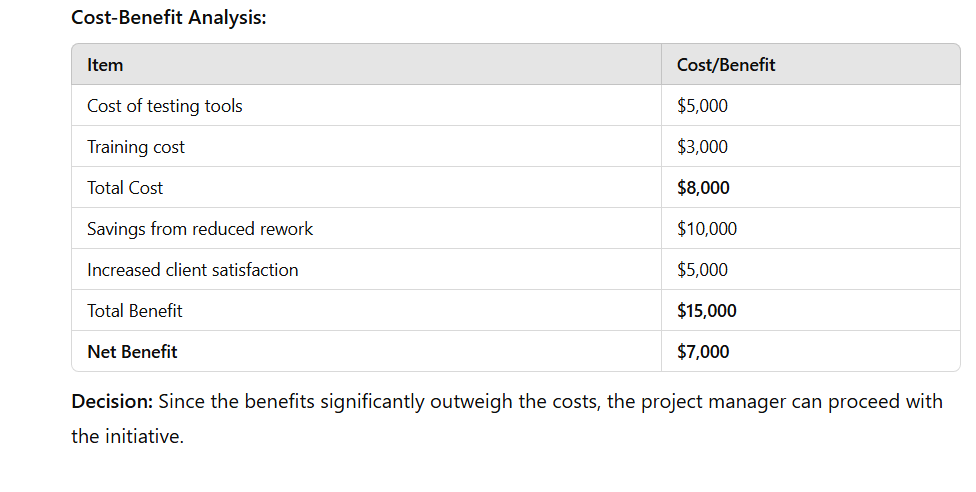 Cost-Benefit Analysis:
Item Cost/Benefit
Cost of testing tools $5,000
Training cost $3,000
Total Cost $8,000
Savings from reduced rework $10,000
Increased client satisfaction $5,000
Total Benefit $15,000
Net Benefit $7,000
Decision: Since the benefits significantly outweigh the costs, the project manager can proceed with
the initiative.